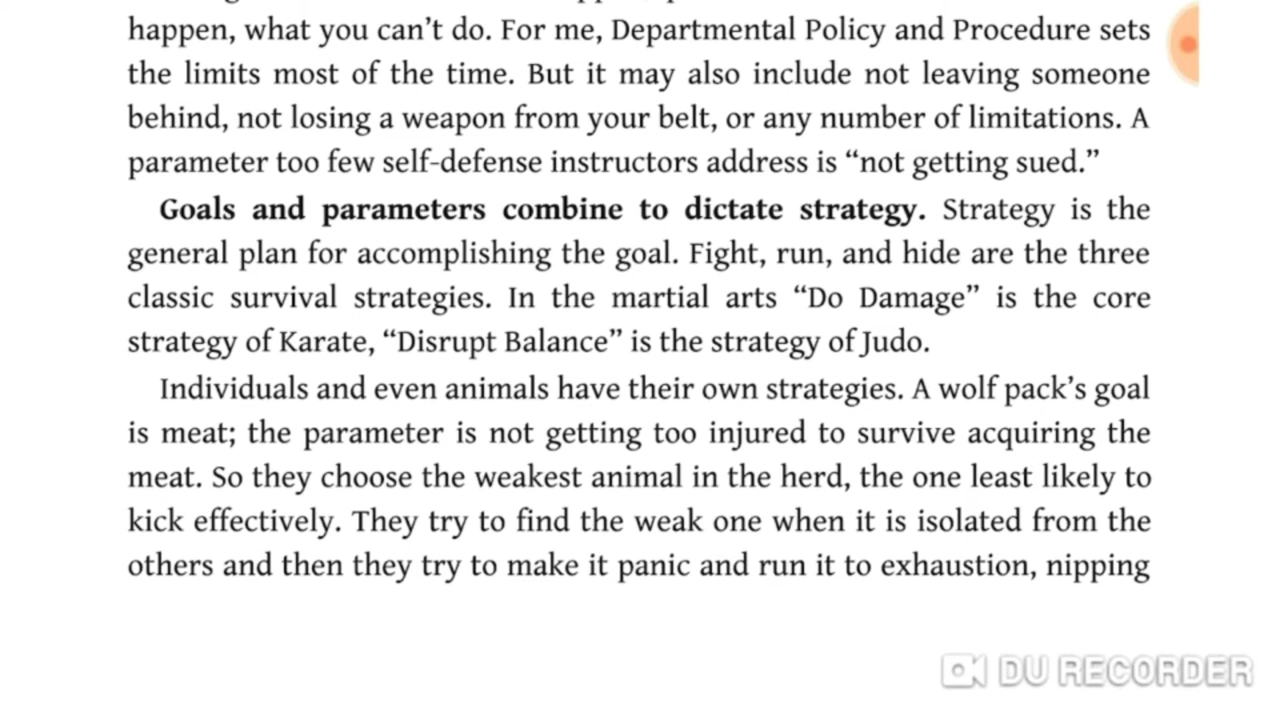 happen, what you can’t do. For me, Departmental Policy and Procedure sets
the limits most of the time. But it may also include not leaving someone
behind, not losing a weapon from your belt, or any number of limitations. A
parameter too few self-defense instructors address is “not getting sued.”
Goals and parameters combine to dictate strategy. Strategy is the
general plan for accomplishing the goal. Fight, run, and hide are the three
classic survival strategies. In the martial arts “Do Damage” is the core
strategy of Karate, “Disrupt Balance” is the strategy of Judo.
Individuals and even animals have their own strategies. A wolf pack’s goal
is meat; the parameter is not getting too injured to survive acquiring the
meat. So they choose the weakest animal in the herd, the one least likely to
kick effectively. They try to find the weak one when it is isolated from the
others and then they try to make it panic and run it to exhaustion, nipping
DU RECORDER